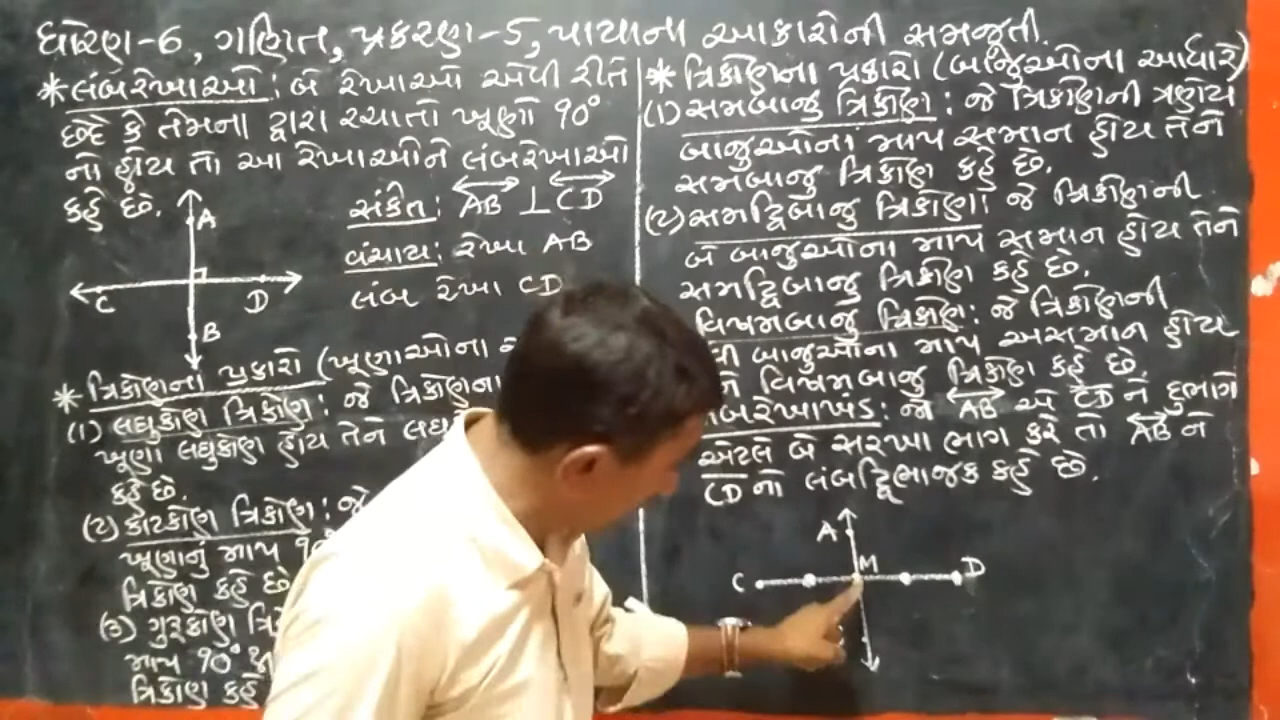 ધોરણ-6, ગણિત, પ્રકરણ-5, પાયાના આકારોની સમજૂતી.
*લંબરેખાઓ: બે રેખાઓ એવી રીતે
છેદે કે તેમના દ્વારા રચાતો ખૂણો 90°
નો હોય તો આ રેખાઓને લંબરેખાઓ
કહે છે.
સંકેત: AB ⊥ CD
વંચાય: રેખા AB
લંબ રેખા CD
A
C
D
B
* ત્રિકોણના પ્રકારો (ખૂણાઓના
(1) લઘુકોણ ત્રિકોણ: જે ત્રિકોણના
ખૂણા લઘુકોણ હોય તેને
કહે છે.
(2) કાટકોણ ત્રિકોણ: જે
ખૂણાનું માપ
ત્રિકોણ કહે છે
(3) ગુરૂકોણ
માપ 90°
ત્રિકોણ કહે
* ત્રિકોણના પ્રકારો (બાજુઓના આધારે)
(1) સમબાજુ ત્રિકોણ: જે ત્રિકોણની ત્રણેય
બાજુઓના માપ સમાન હોય તેને
સમબાજુ ત્રિકોણ કહે છે.
(2) સમદ્વિબાજુ ત્રિકોણ: જે ત્રિકોણની
બે બાજુઓના માપ સમાન હોય તેને
સમદ્વિબાજુ ત્રિકોણ કહે છે.
વિષમબાજુ ત્રિકોણ: જે ત્રિકોણની
બાજુઓના માપ અસમાન હોય
વિષમબાજુ ત્રિકોણ કહે છે.
લંબરેખાખંડ: જો AB એ CD ને દુભાગે
એટલે બે સરખા ભાગ કરે તો AB ને
CD નો લંબદ્વિભાજક કહે છે.
A
M
C
D